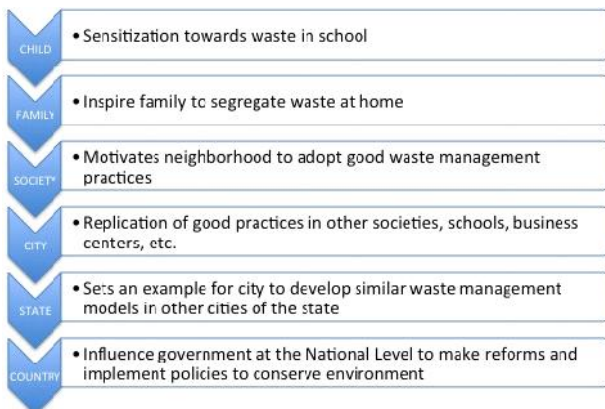 CHILD
• Sensitization towards waste in school
FAMILY
• Inspire family to segregate waste at home
SOCIETY
• Motivates neighborhood to adopt good waste management
practices
CITY
• Replication of good practices in other societies, schools, business
centers, etc.
STATE
• Sets an example for city to develop similar waste management
models in other cities of the state
COUNTRY
• Influence government at the National Level to make reforms and
implement policies to conserve environment